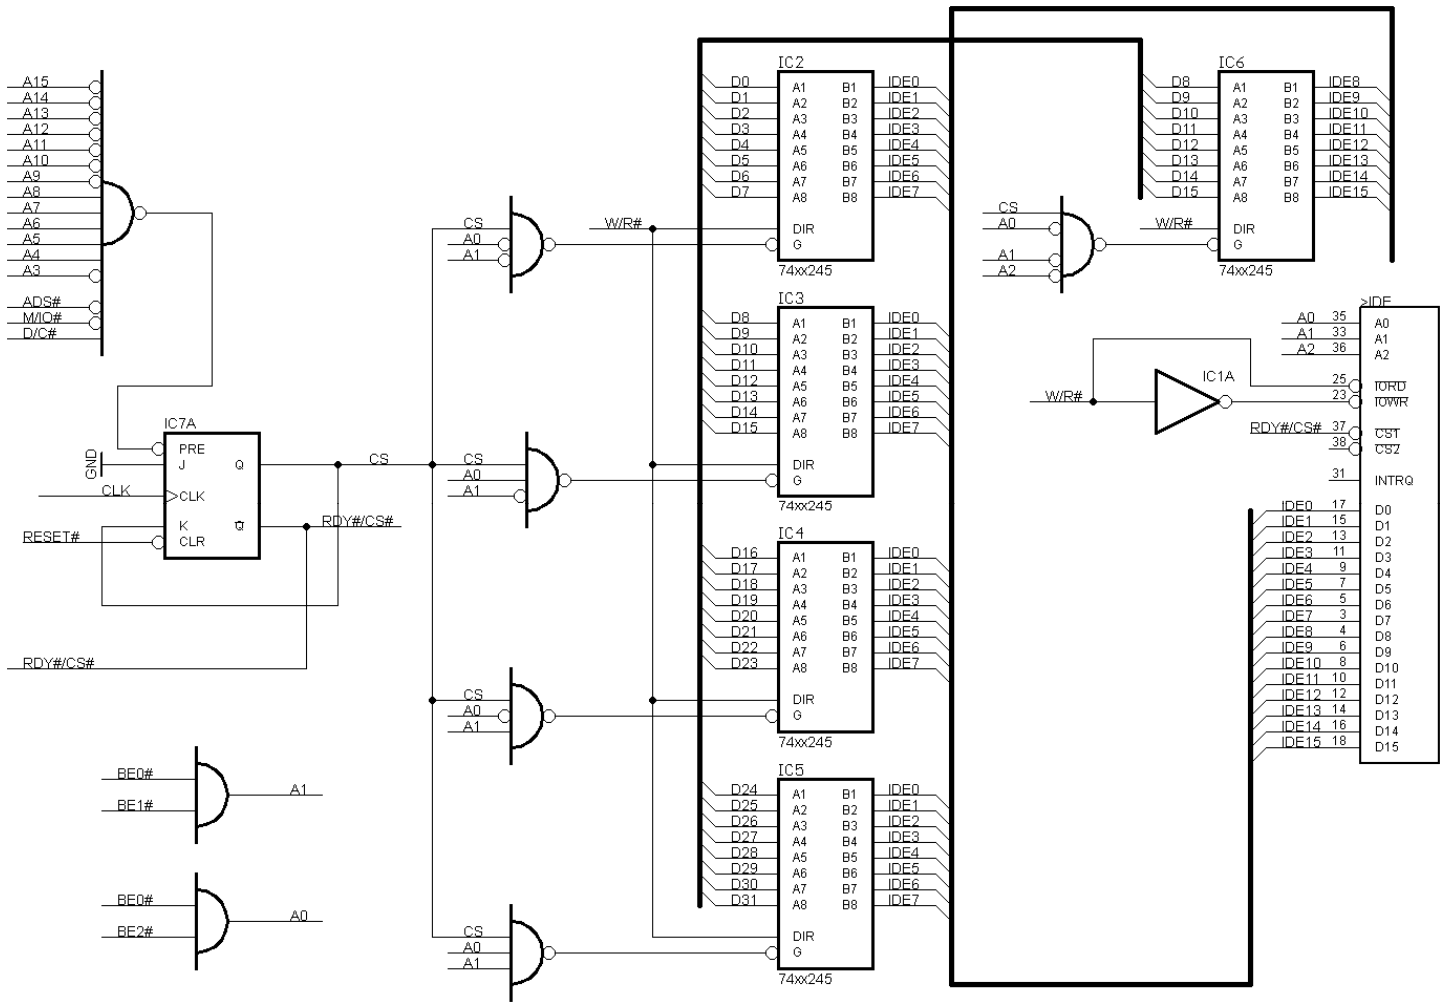 A15
A14
A13
A12
A11
A10
A9
A8
A7
A6
A5
A4
A3
ADS#
M/IO#
D/C#
IC7A
PRE
J Q
CLK
K Q
CLR
GND
CLK
RESET#
CS
RDY#/CS#
RDY#/CS#
BE0#
BE1#
A1
BE0#
BE2#
A0
CS
A0
A1
W/R#
CS
A0
A1
CS
A0
A1
CS
A0
A1
IC2
D0 A1 B1 IDE0
D1 A2 B2 IDE1
D2 A3 B3 IDE2
D3 A4 B4 IDE3
D4 A5 B5 IDE4
D5 A6 B6 IDE5
D6 A7 B7 IDE6
D7 A8 B8 IDE7
DIR
G
74xx245
IC3
D8 A1 B1 IDE0
D9 A2 B2 IDE1
D10 A3 B3 IDE2
D11 A4 B4 IDE3
D12 A5 B5 IDE4
D13 A6 B6 IDE5
D14 A7 B7 IDE6
D15 A8 B8 IDE7
DIR
G
74xx245
IC4
D16 A1 B1 IDE0
D17 A2 B2 IDE1
D18 A3 B3 IDE2
D19 A4 B4 IDE3
D20 A5 B5 IDE4
D21 A6 B6 IDE5
D22 A7 B7 IDE6
D23 A8 B8 IDE7
DIR
G
74xx245
IC5
D24 A1 B1 IDE0
D25 A2 B2 IDE1
D26 A3 B3 IDE2
D27 A4 B4 IDE3
D28 A5 B5 IDE4
D29 A6 B6 IDE5
D30 A7 B7 IDE6
D31 A8 B8 IDE7
DIR
G
74xx245
IC6
D8 A1 B1 IDE8
D9 A2 B2 IDE9
D10 A3 B3 IDE10
D11 A4 B4 IDE11
D12 A5 B5 IDE12
D13 A6 B6 IDE13
D14 A7 B7 IDE14
D15 A8 B8 IDE15
W/R# DIR
G
74xx245
CS
A0
A1
A2
W/R#
IC1A
>IDE
A0 35 A0
A1 33 A1
A2 36 A2
25 IORD
23 IOWR
RDY#/CS# 37 CS1
38 CS2
31 INTRQ
IDE0 17 D0
IDE1 15 D1
IDE2 13 D2
IDE3 11 D3
IDE4 9 D4
IDE5 7 D5
IDE6 5 D6
IDE7 3 D7
IDE8 4 D8
IDE9 6 D9
IDE10 8 D10
IDE11 10 D11
IDE12 12 D12
IDE13 14 D13
IDE14 16 D14
IDE15 18 D15